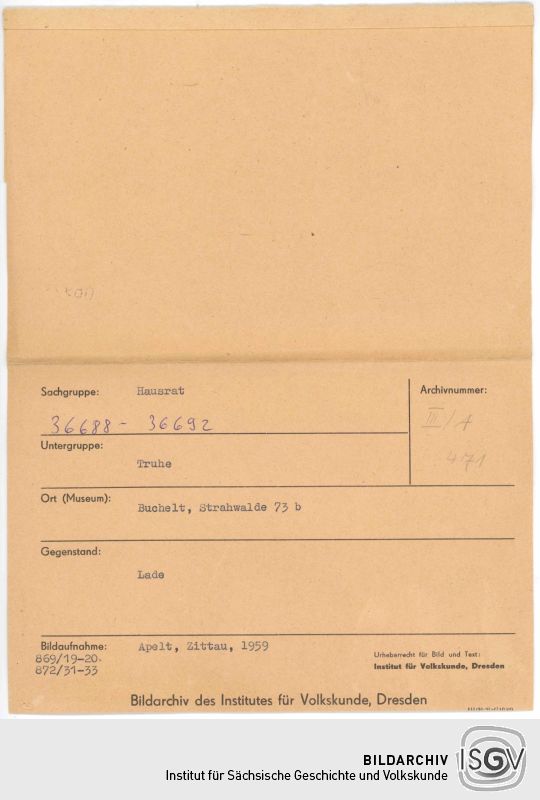 Sachgruppe: Hausrat
Archivnummer:
36688 - 36692
III/
471
Untergruppe:
Truhe
Ort (Museum):
Buchelt, Strahwalde 73 b
Gegenstand:
Lade
Bildaufnahme: Apelt, Zittau, 1959
869/19-20.
872/31-33
Urheberrecht für Bild und Text:
Institut für Volkskunde, Dresden
Bildarchiv des Institutes für Volkskunde, Dresden
BILDARCHIV
Institut für Sächsische Geschichte und Volkskunde
ISGV